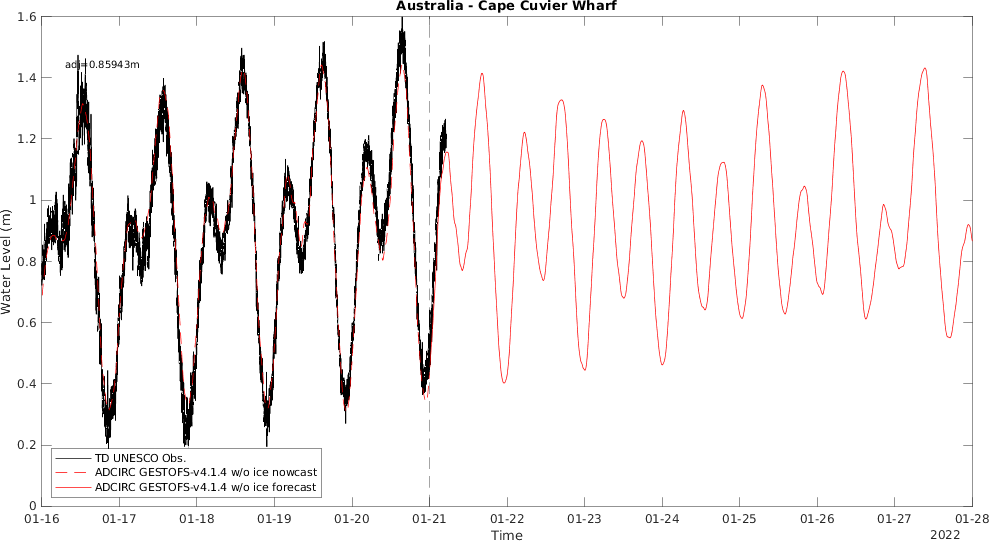 Australia - Cape Cuvier Wharf
1.6
1.4
1.2
1
0.8
0.6
0.4
0.2
0
Water Level (m)
adj=0.85943m
TD UNESCO Obs.
ADCIRC GESTOFS-v4.1.4 w/o ice nowcast
ADCIRC GESTOFS-v4.1.4 w/o ice forecast
01-16 01-17 01-18 01-19 01-20 01-21 01-22 01-23 01-24 01-25 01-26 01-27 01-28
Time
2022